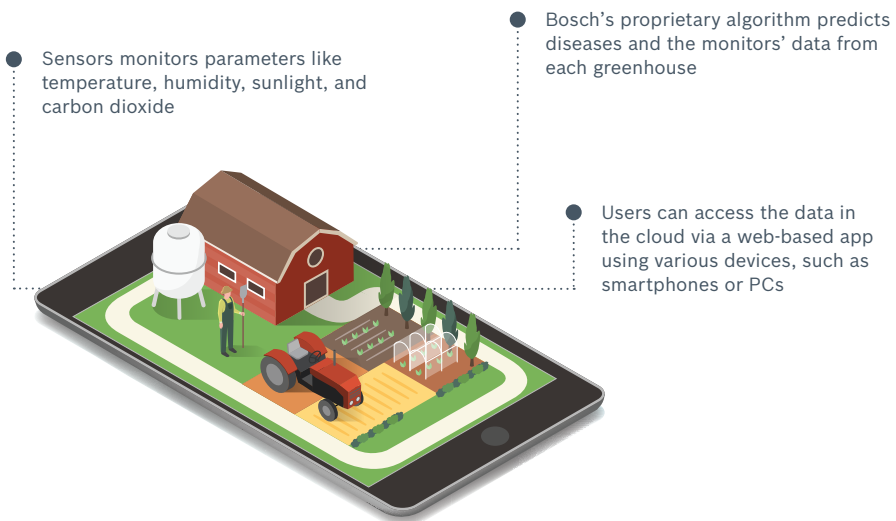 Bosch’s proprietary algorithm predicts
diseases and the monitors’ data from
each greenhouse
Sensors monitors parameters like
temperature, humidity, sunlight, and
carbon dioxide
Users can access the data in
the cloud via a web-based app
using various devices, such as
smartphones or PCs